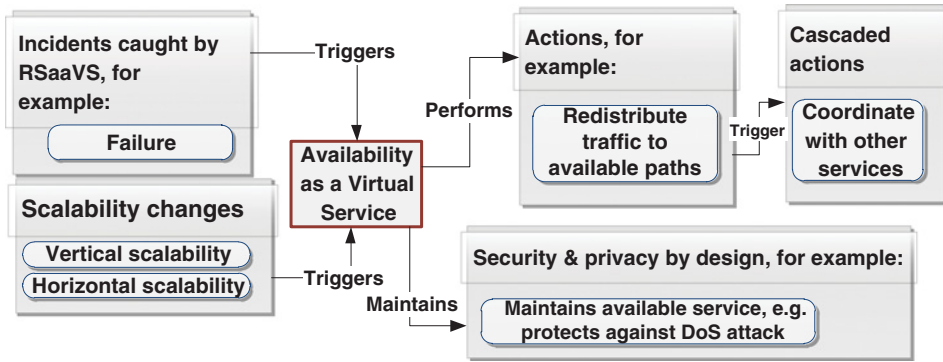 Incidents caught by
RSaaVS, for
example:
Failure
Triggers
Scalability changes
Vertical scalability
Horizontal scalability
Triggers
Availability
as a Virtual
Service
Performs
Actions, for
example:
Redistribute
traffic to
available paths
Trigger
Cascaded
actions
Coordinate
with other
services
Maintains
Security & privacy by design, for example:
Maintains available service, e.g.
protects against DoS attack